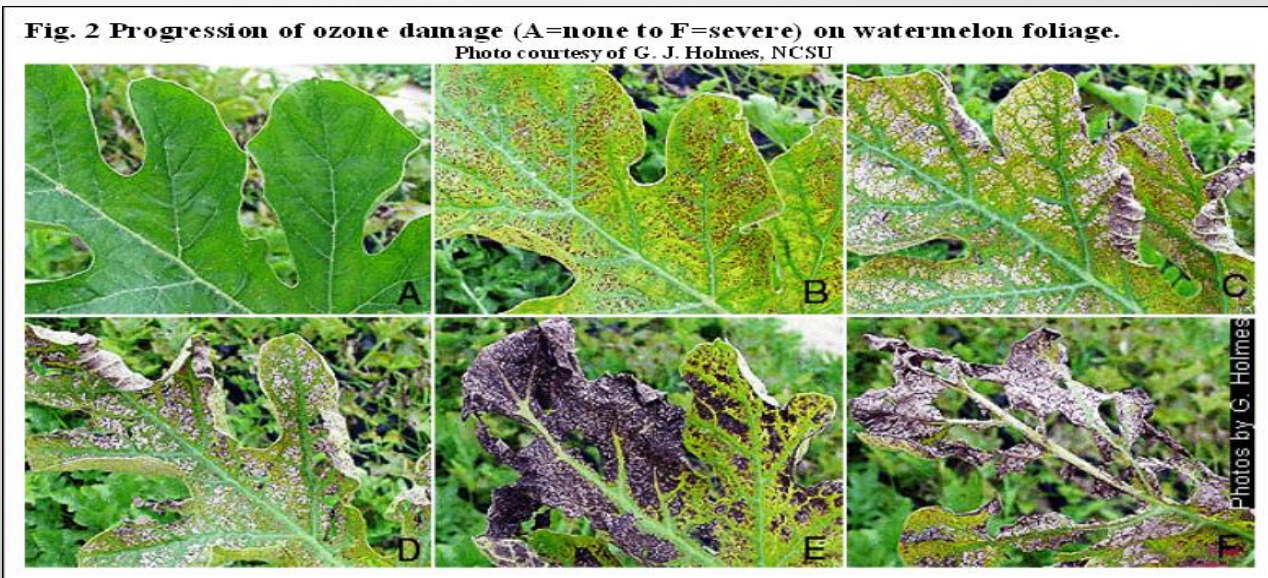 Fig. 2 Progression of ozone damage (A=none to F=severe) on watermelon foliage.
Photo courtesy of G. J. Holmes, NCSU
A
B
C
D
E
F
Photos by G. Holmes